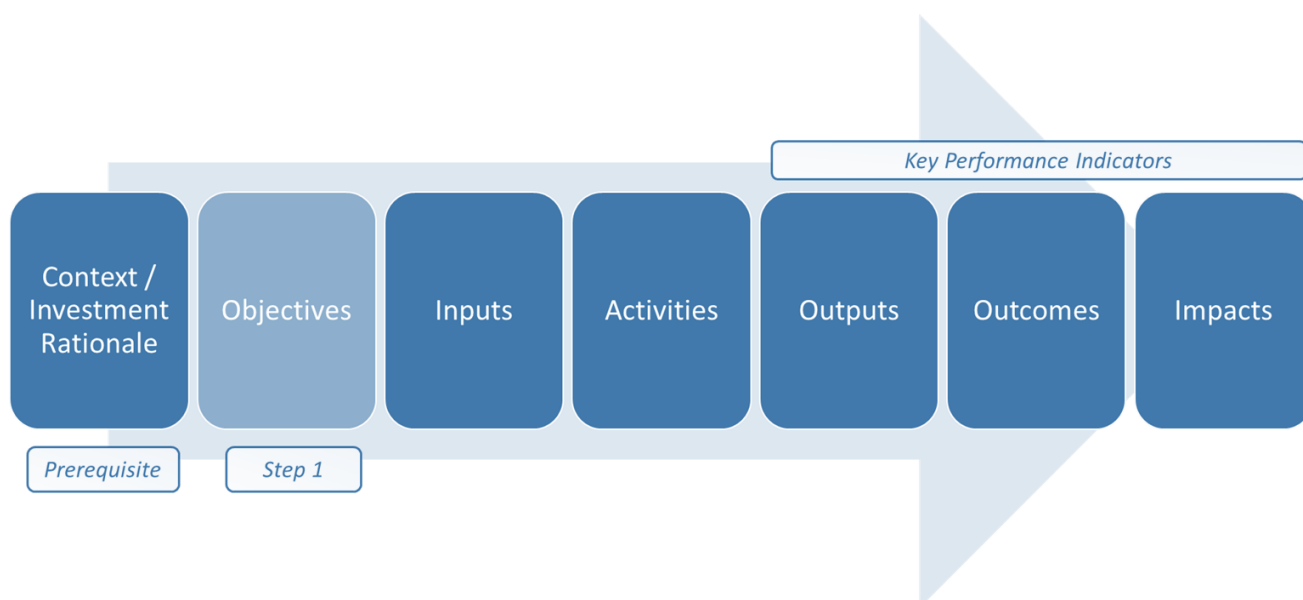 Key Performance Indicators
Context /
Investment
Rationale
Objectives
Inputs
Activities
Outputs
Outcomes
Impacts
Prerequisite
Step 1